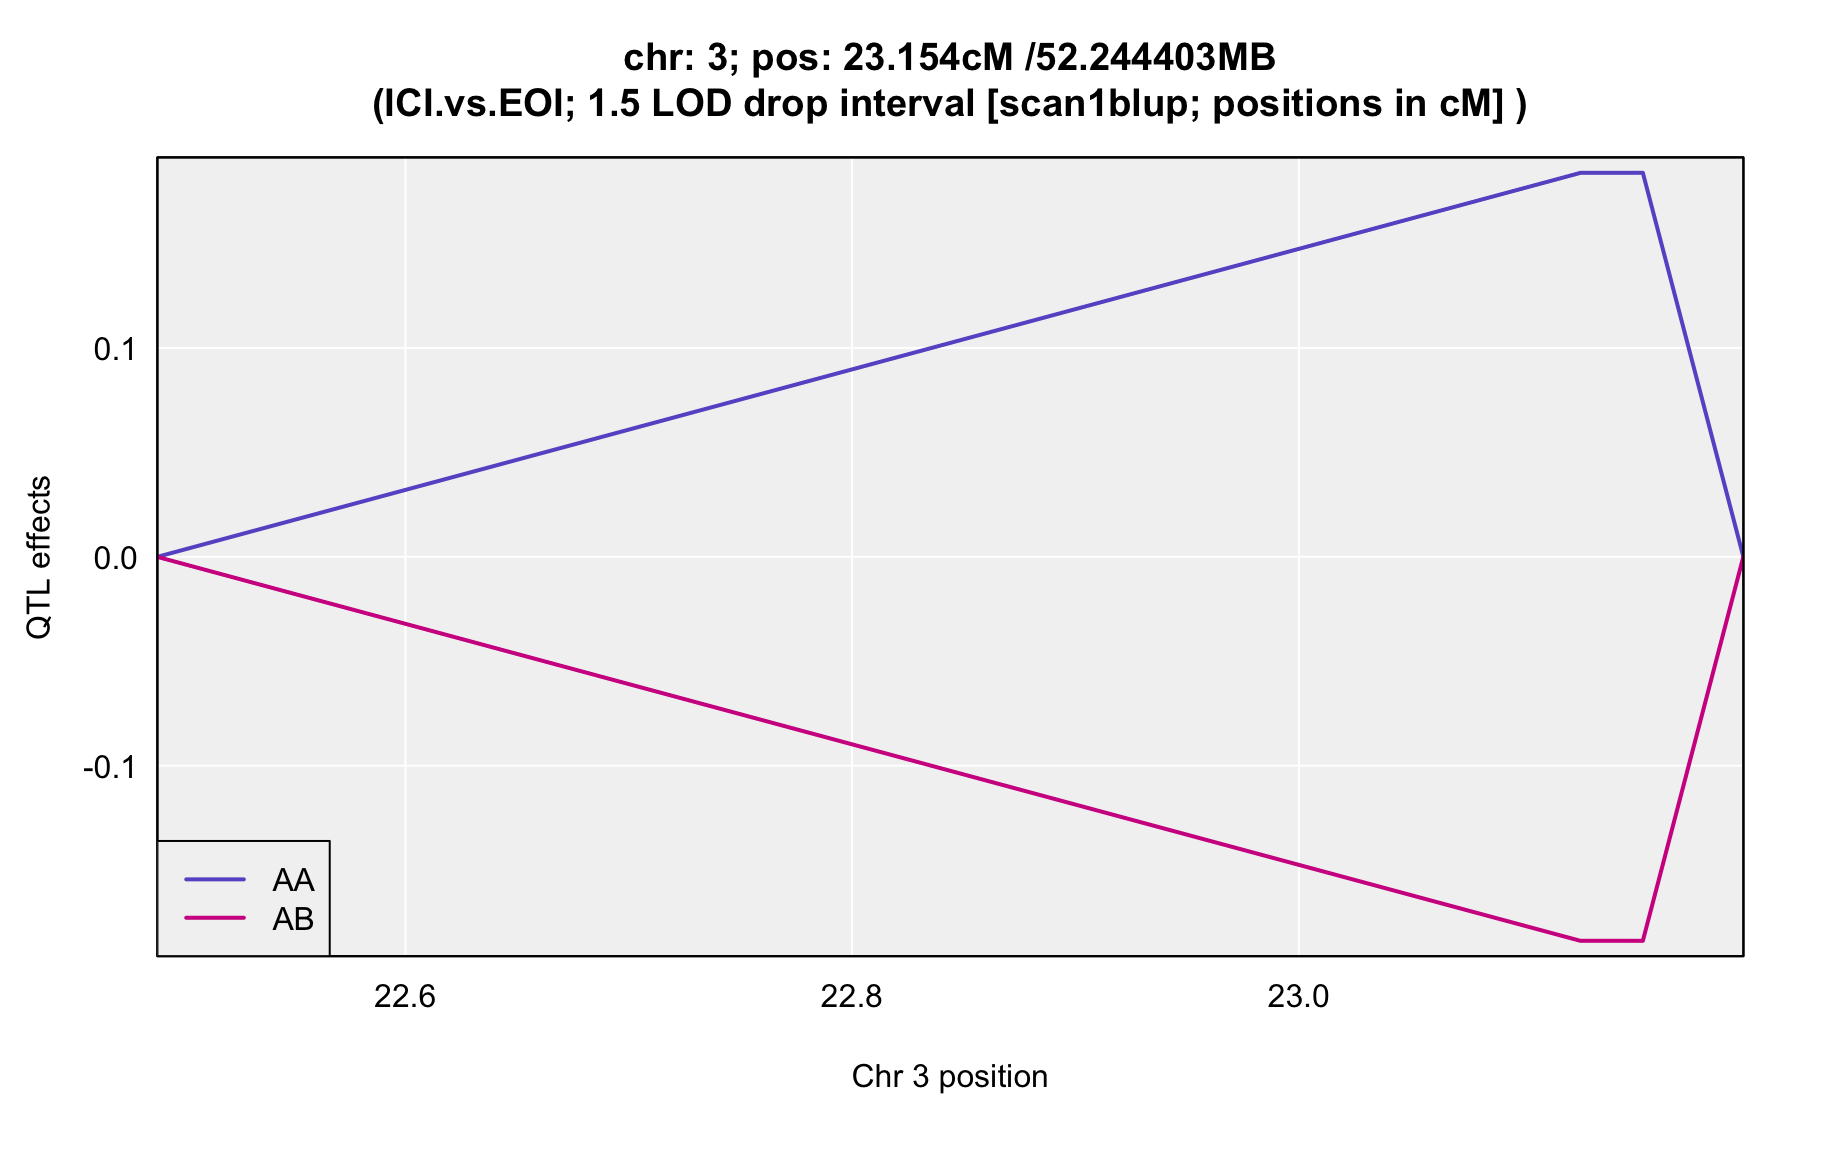 chr: 3; pos: 23.154cM /52.244403MB
(ICI.vs.EOI; 1.5 LOD drop interval [scan1blup; positions in cM] )
QTL effects
0.1
0.0
-0.1
AA
AB
22.6 22.8 23.0
Chr 3 position